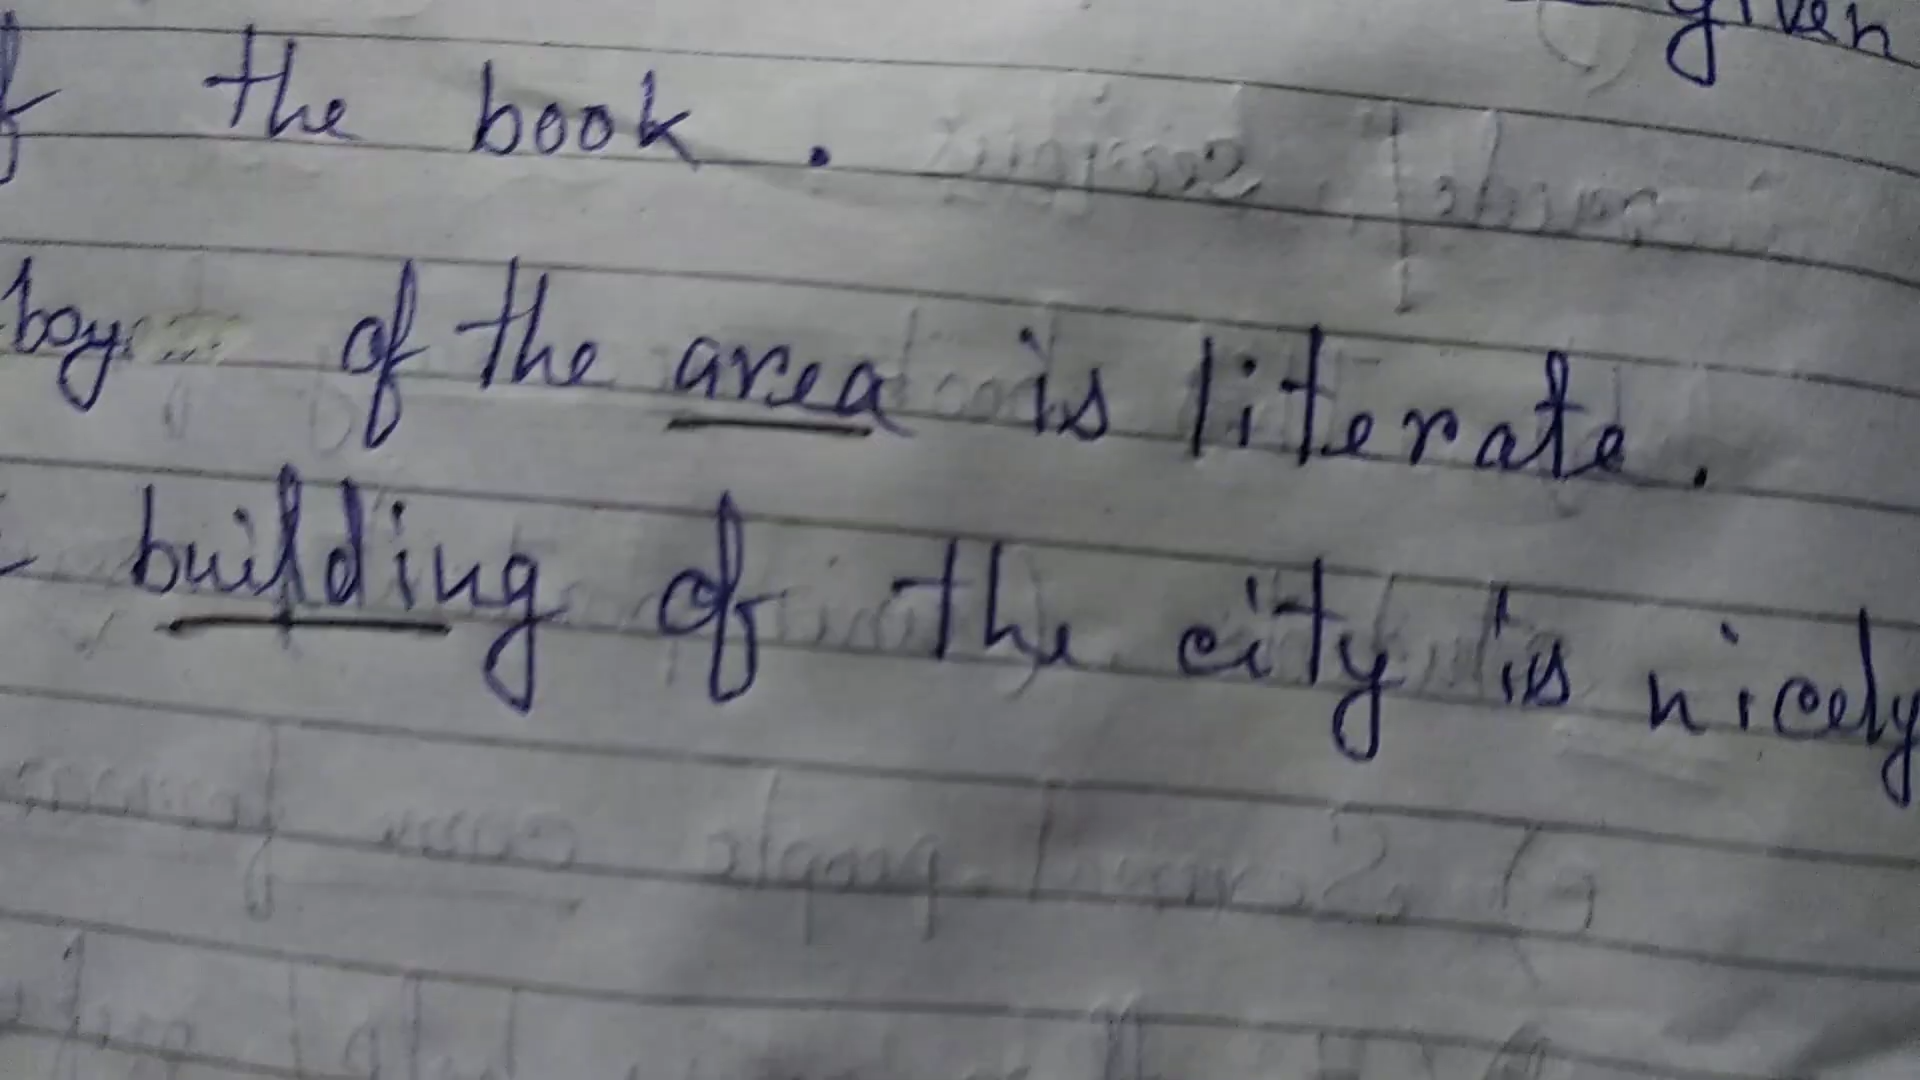 given
the book.
boy of the area is literate.
building of the city is nicely